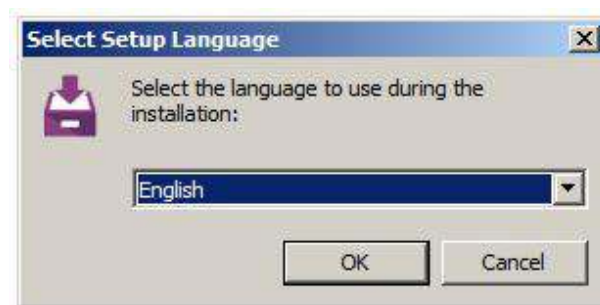 Select Setup Language
Select the language to use during the
installation:
English
OK
Cancel